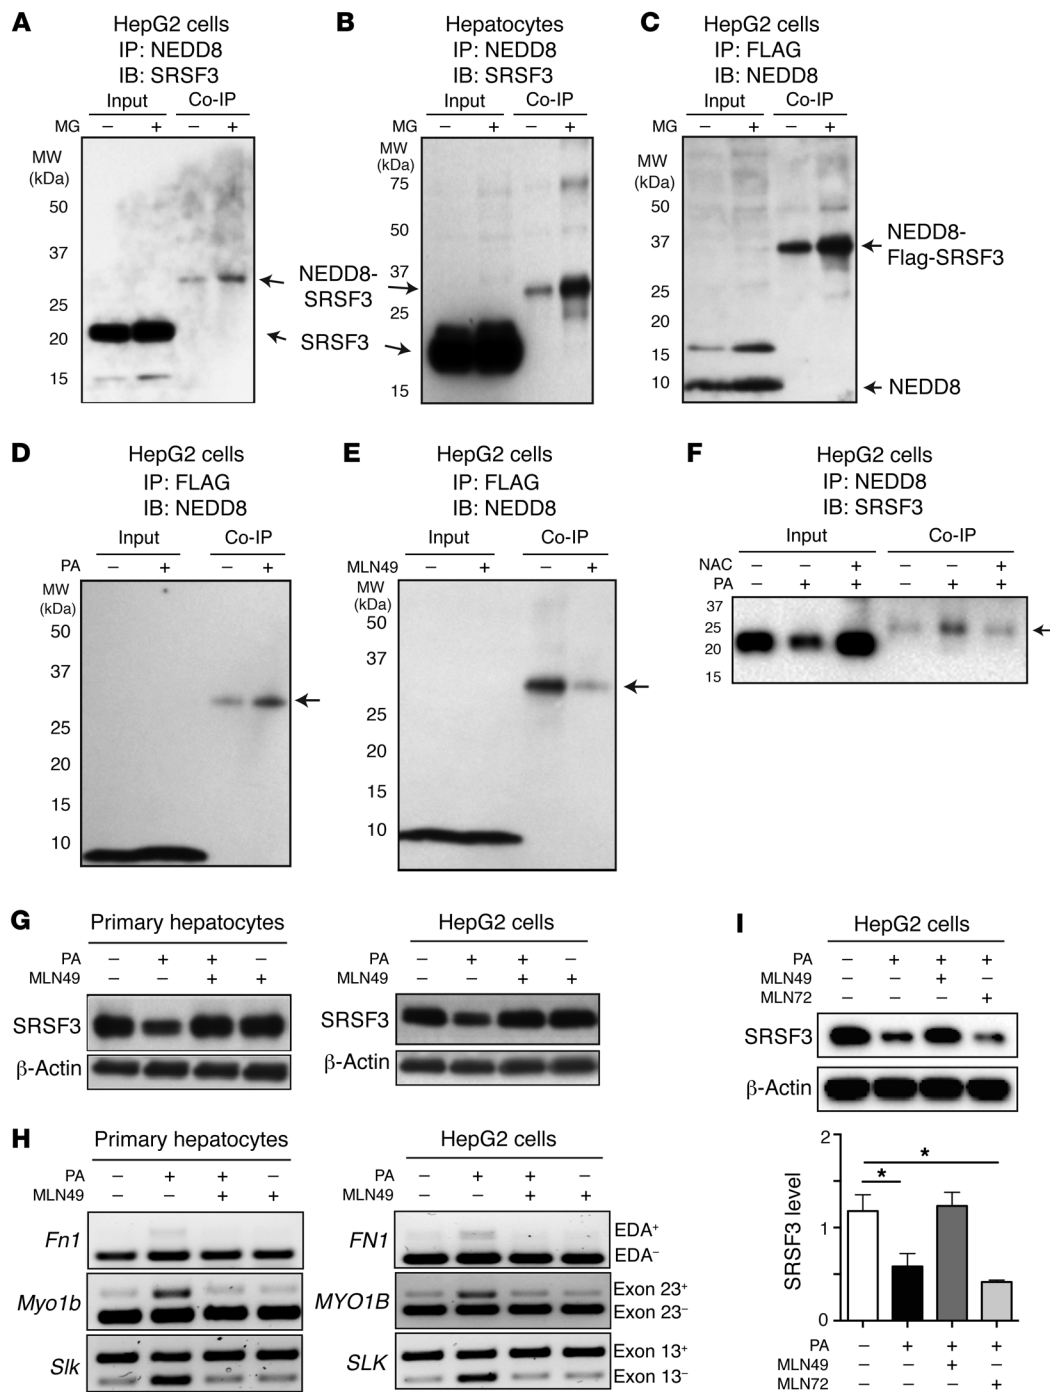 A
HepG2 cells
IP: NEDD8
IB: SRSF3
Input Co-IP
MG – + – +
MW
(kDa)
50
37
25
20
15
NEDD8-
SRSF3
SRSF3
B
Hepatocytes
IP: NEDD8
IB: SRSF3
Input Co-IP
MG – + – +
MW
(kDa)
75
50
37
25
15
C
HepG2 cells
IP: FLAG
IB: NEDD8
Input Co-IP
MG – + – +
MW
(kDa)
50
37
25
20
15
10
NEDD8-
Flag-SRSF3
NEDD8
D
HepG2 cells
IP: FLAG
IB: NEDD8
Input Co-IP
PA – + – +
MW
(kDa)
50
37
25
20
15
10
E
HepG2 cells
IP: FLAG
IB: NEDD8
Input Co-IP
MLN49 – + – +
MW
(kDa)
50
37
25
20
15
10
F
HepG2 cells
IP: NEDD8
IB: SRSF3
Input Co-IP
NAC – – + – – +
PA – + + – + +
37
25
20
15
G
Primary hepatocytes
PA – + + –
MLN49 – – + +
SRSF3
β-Actin
HepG2 cells
PA – + + –
MLN49 – – + +
SRSF3
β-Actin
H
Primary hepatocytes
PA – + + –
MLN49 – – + +
Fn1
Myo1b
Slk
HepG2 cells
PA – + + –
MLN49 – – + +
FN1
EDA⁺
EDA⁻
MYO1B
Exon 23⁺
Exon 23⁻
SLK
Exon 13⁺
Exon 13⁻
I
HepG2 cells
PA – + + +
MLN49 – – + –
MLN72 – – – +
SRSF3
β-Actin
SRSF3 level
2
1
0
*
*
PA – + + +
MLN49 – – + –
MLN72 – – – +